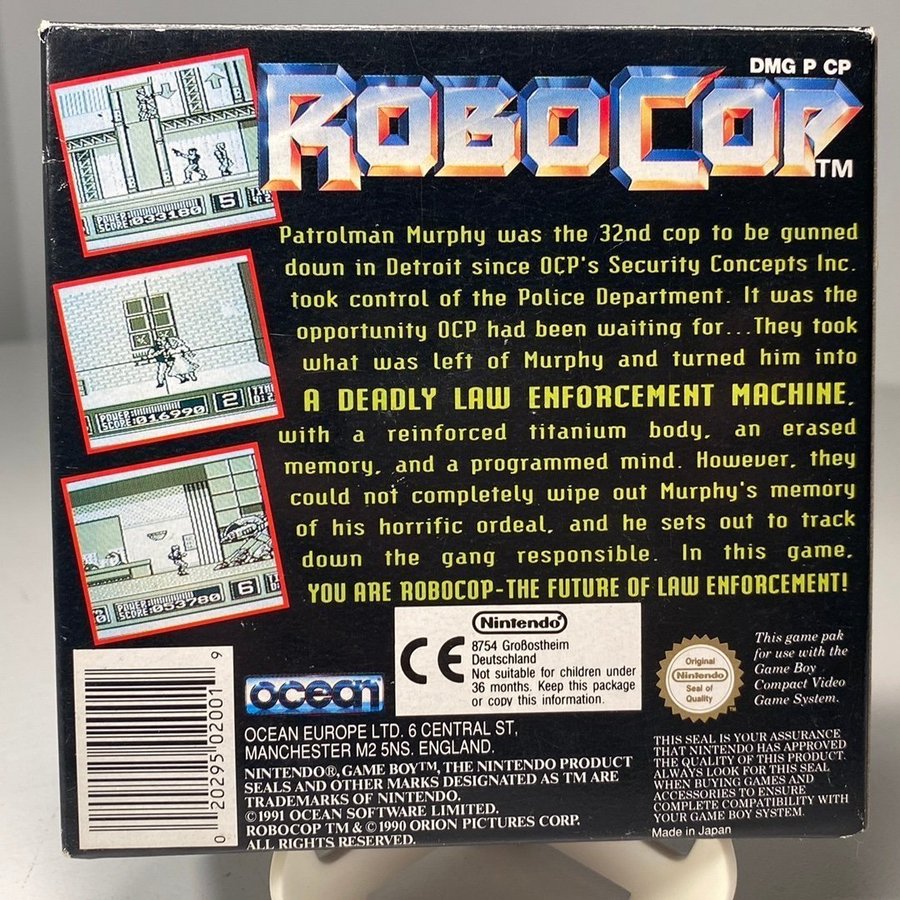 DMG P CP
ROBOCOP™
POWER
SCORE:033180 5
POWER
SCORE:016990 2
POWER
SCORE:053780 6
Patrolman Murphy was the 32nd cop to be gunned
down in Detroit since OCP's Security Concepts Inc.
took control of the Police Department. It was the
opportunity OCP had been waiting for...They took
what was left of Murphy and turned him into
A DEADLY LAW ENFORCEMENT MACHINE,
with a reinforced titanium body, an erased
memory, and a programmed mind. However, they
could not completely wipe out Murphy's memory
of his horrific ordeal, and he sets out to track
down the gang responsible. In this game,
YOU ARE ROBOCOP-THE FUTURE OF LAW ENFORCEMENT!
0 20295 02001 9
ocean
CE
Nintendo®
8754 Großostheim
Deutschland
Not suitable for children under
36 months. Keep this package
or copy this information.
OCEAN EUROPE LTD. 6 CENTRAL ST,
MANCHESTER M2 5NS. ENGLAND.
NINTENDO®, GAME BOY™, THE NINTENDO PRODUCT
SEALS AND OTHER MARKS DESIGNATED AS TM ARE
TRADEMARKS OF NINTENDO.
©1991 OCEAN SOFTWARE LIMITED.
ROBOCOP TM & © 1990 ORION PICTURES CORP.
ALL RIGHTS RESERVED.
Original
Nintendo
Seal of
Quality
TM
This game pak
for use with the
Game Boy
Compact Video
Game System.
THIS SEAL IS YOUR ASSURANCE
THAT NINTENDO HAS APPROVED
THE QUALITY OF THIS PRODUCT.
ALWAYS LOOK FOR THIS SEAL
WHEN BUYING GAMES AND
ACCESSORIES TO ENSURE
COMPLETE COMPATIBILITY WITH
YOUR GAME BOY SYSTEM.
Made in Japan